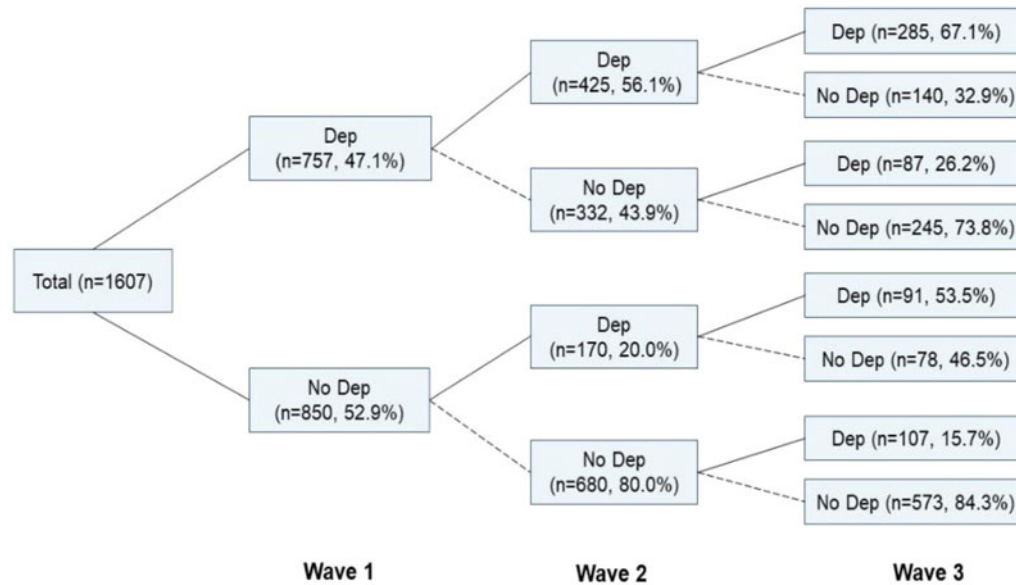 Total (n=1607)
Dep
(n=757, 47.1%)
No Dep
(n=850, 52.9%)
Dep
(n=425, 56.1%)
No Dep
(n=332, 43.9%)
Dep
(n=170, 20.0%)
No Dep
(n=680, 80.0%)
Dep (n=285, 67.1%)
No Dep (n=140, 32.9%)
Dep (n=87, 26.2%)
No Dep (n=245, 73.8%)
Dep (n=91, 53.5%)
No Dep (n=78, 46.5%)
Dep (n=107, 15.7%)
No Dep (n=573, 84.3%)
Wave 1
Wave 2
Wave 3